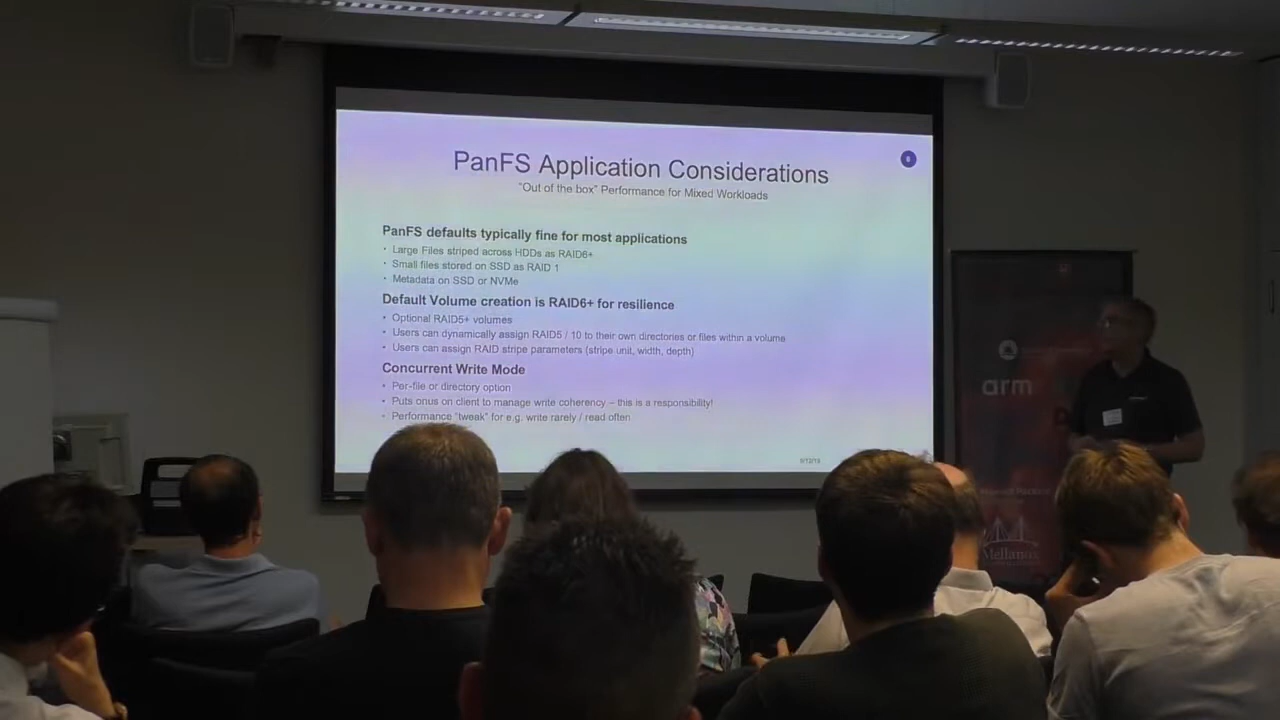 PanFS Application Considerations
"Out of the box" Performance for Mixed Workloads
PanFS defaults typically fine for most applications
• Large Files striped across HDDs as RAID6+
• Small files stored on SSD as RAID 1
• Metadata on SSD or NVMe
Default Volume creation is RAID6+ for resilience
• Optional RAID5+ volumes
• Users can dynamically assign RAID5 / 10 to their own directories or files within a volume
• Users can assign RAID stripe parameters (stripe unit, width, depth)
Concurrent Write Mode
• Per-file or directory option
• Puts onus on client to manage write coherency – this is a responsibility!
• Performance "tweak" for e.g. write rarely / read often
arm
Mellanox